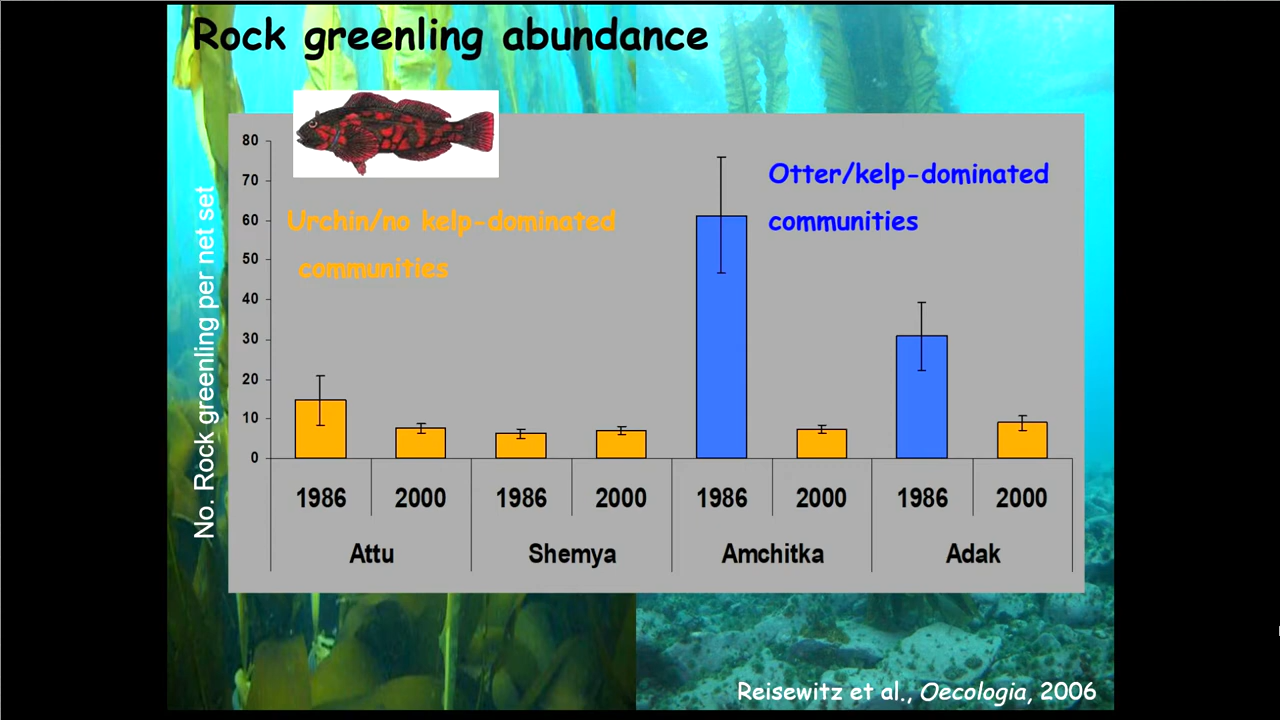 Rock greenling abundance
80
70
60
50
40
30
20
10
0
No. Rock greenling per net set
Urchin/no kelp-dominated
communities
Otter/kelp-dominated
communities
1986 2000 1986 2000 1986 2000 1986 2000
Attu Shemya Amchitka Adak
Reisewitz et al., Oecologia, 2006